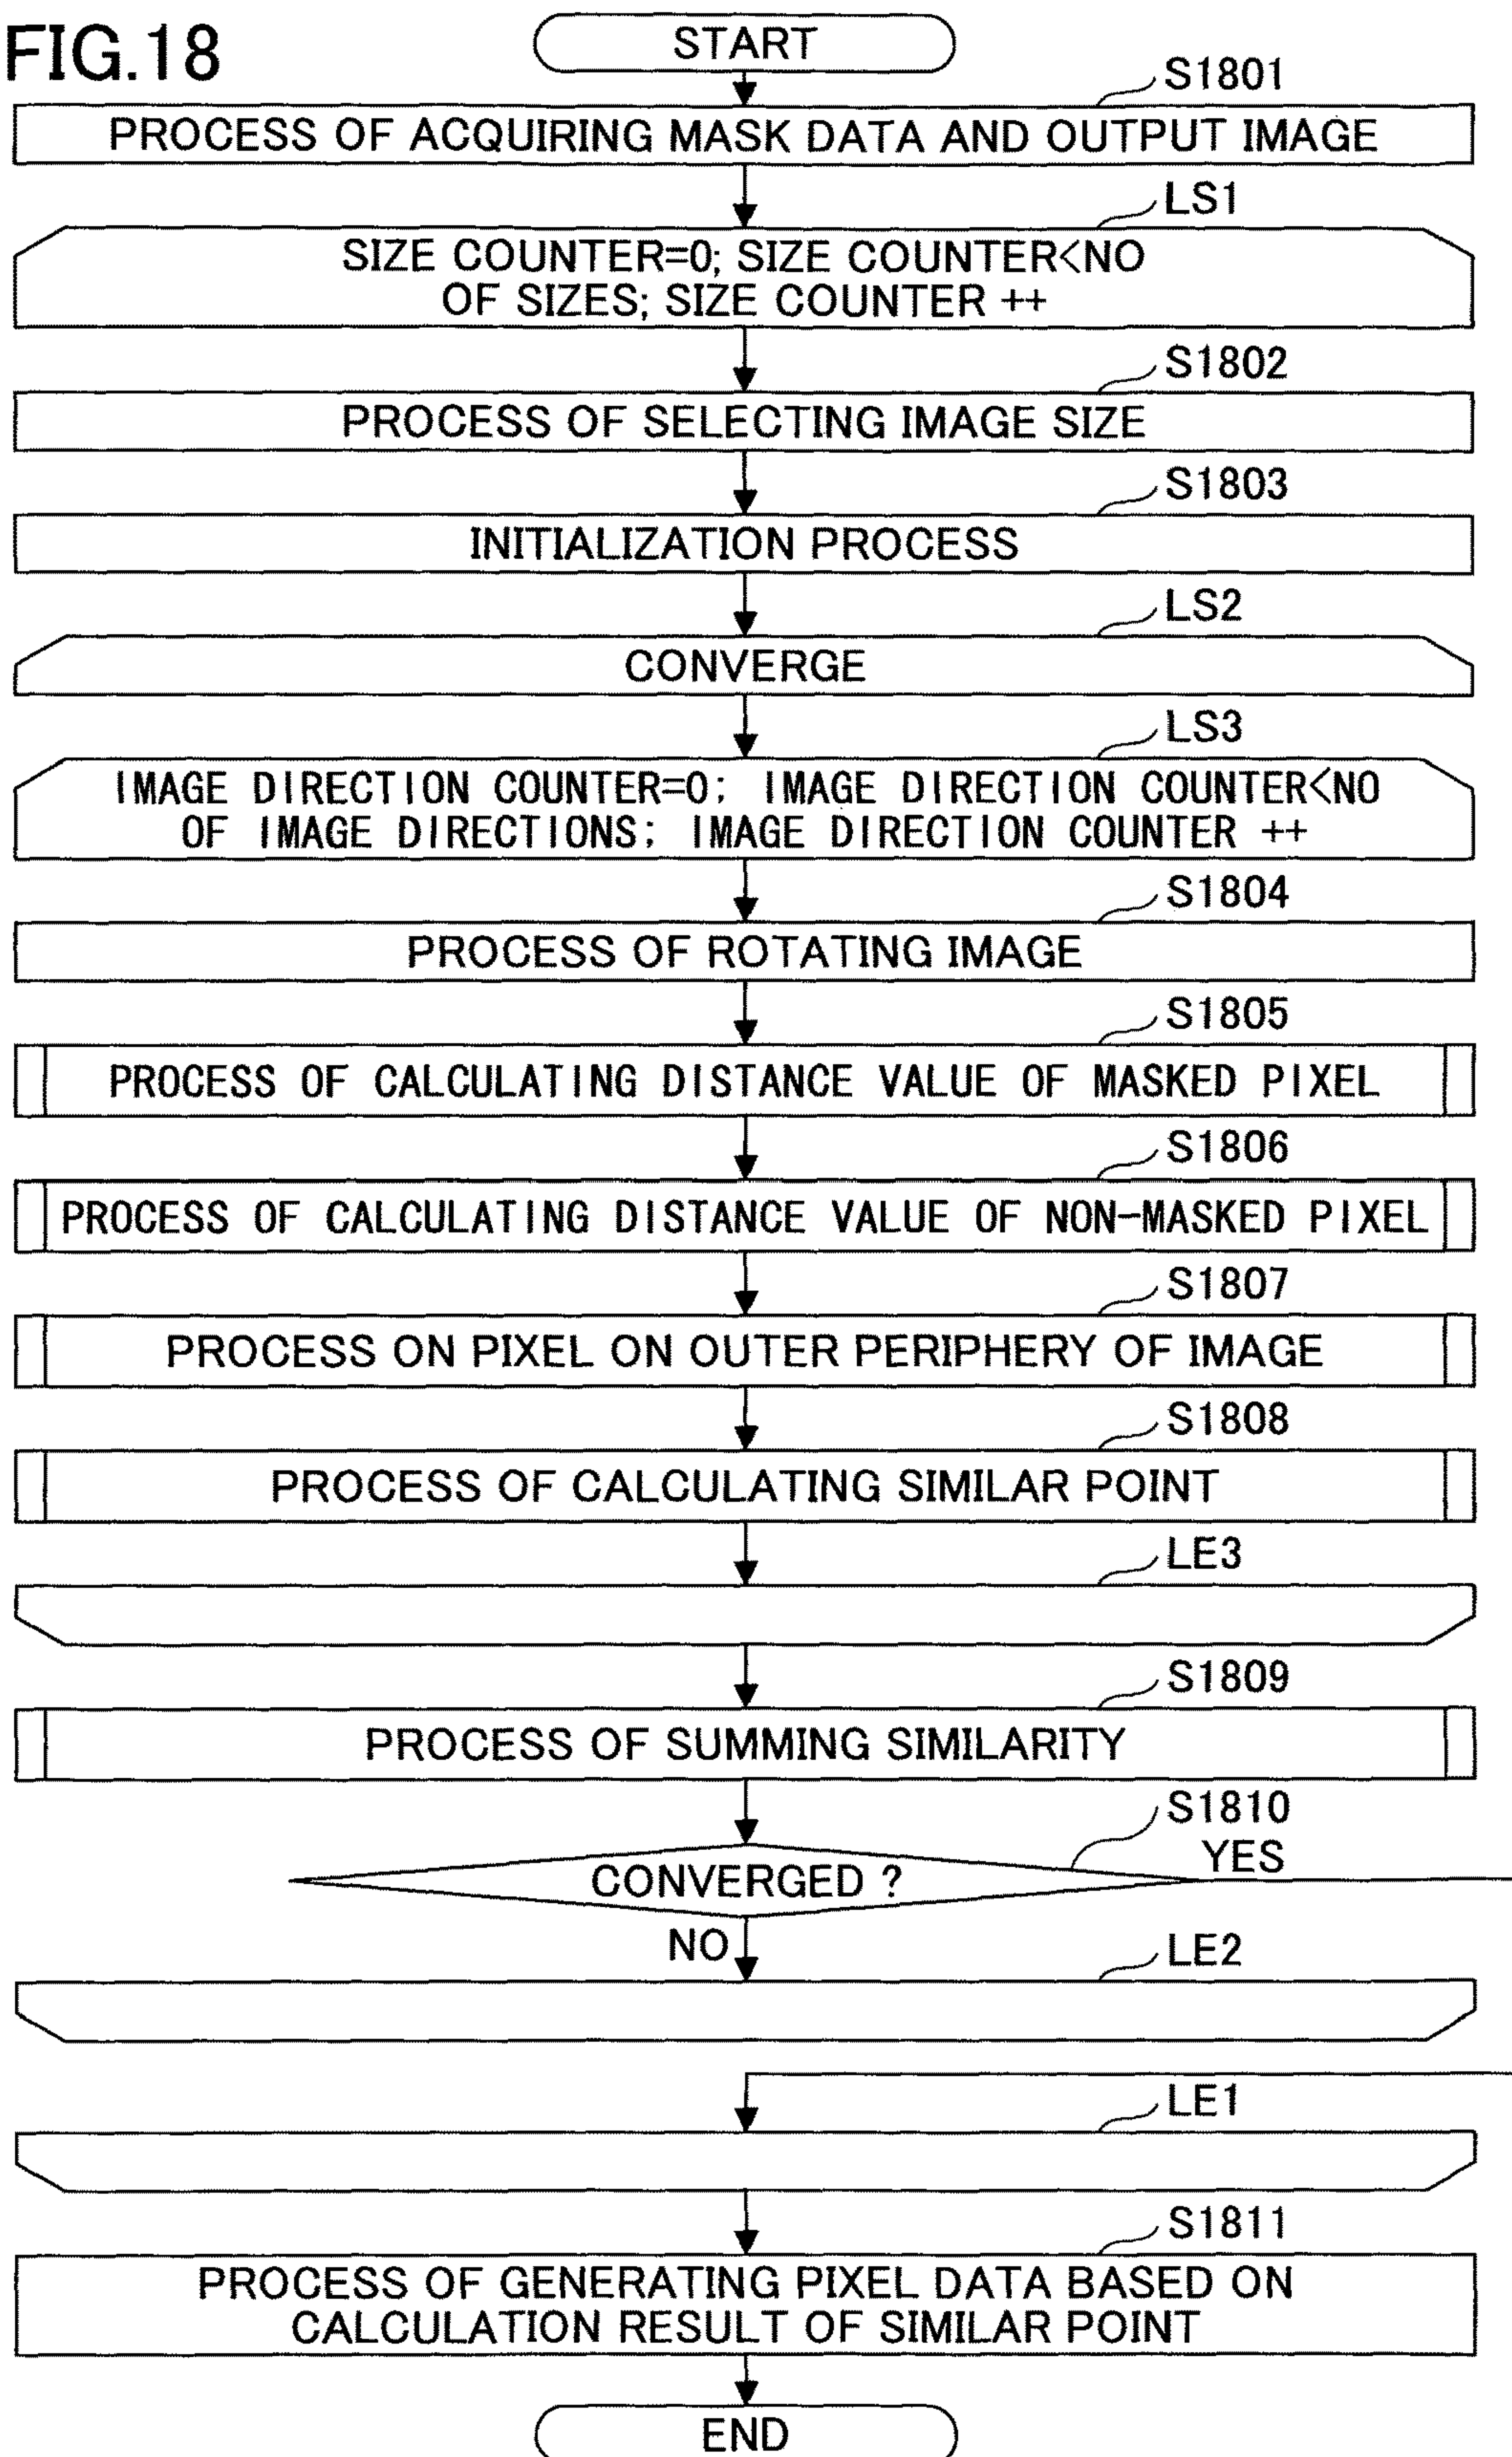 FIG.18
START
S1801
PROCESS OF ACQUIRING MASK DATA AND OUTPUT IMAGE
LS1
SIZE COUNTER=0; SIZE COUNTER<NO
OF SIZES; SIZE COUNTER ++
S1802
PROCESS OF SELECTING IMAGE SIZE
S1803
INITIALIZATION PROCESS
LS2
CONVERGE
LS3
IMAGE DIRECTION COUNTER=0; IMAGE DIRECTION COUNTER<NO
OF IMAGE DIRECTIONS; IMAGE DIRECTION COUNTER ++
S1804
PROCESS OF ROTATING IMAGE
S1805
PROCESS OF CALCULATING DISTANCE VALUE OF MASKED PIXEL
S1806
PROCESS OF CALCULATING DISTANCE VALUE OF NON-MASKED PIXEL
S1807
PROCESS ON PIXEL ON OUTER PERIPHERY OF IMAGE
S1808
PROCESS OF CALCULATING SIMILAR POINT
LE3
S1809
PROCESS OF SUMMING SIMILARITY
S1810
YES
CONVERGED ?
NO
LE2
LE1
S1811
PROCESS OF GENERATING PIXEL DATA BASED ON
CALCULATION RESULT OF SIMILAR POINT
END